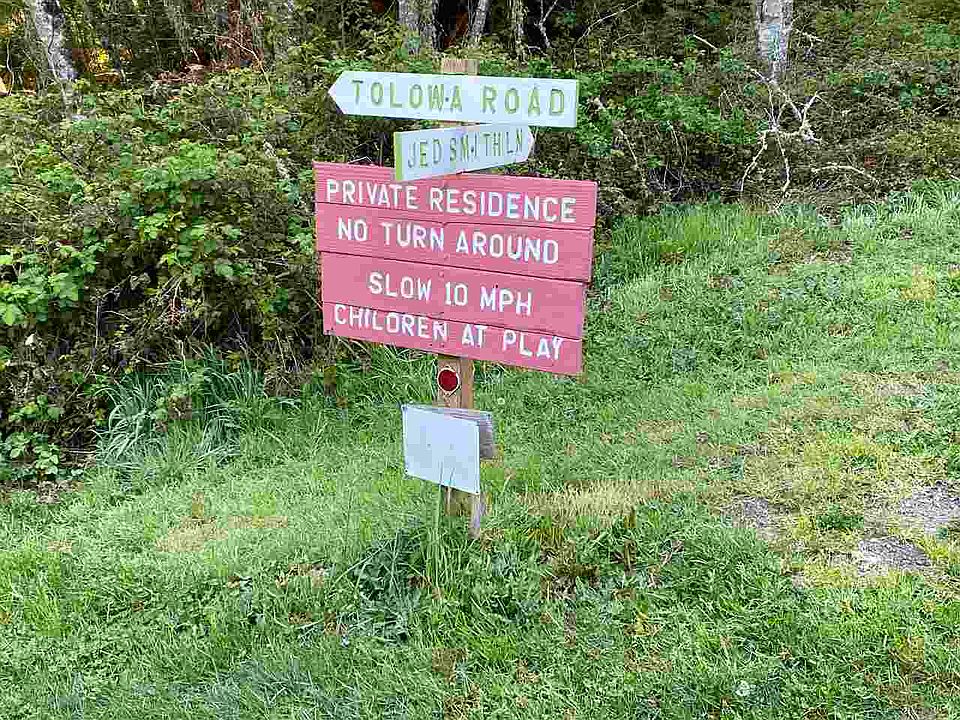 TOLOWA ROAD
JED SMITH LN
PRIVATE RESIDENCE
NO TURN AROUND
SLOW 10 MPH
CHILDREN AT PLAY